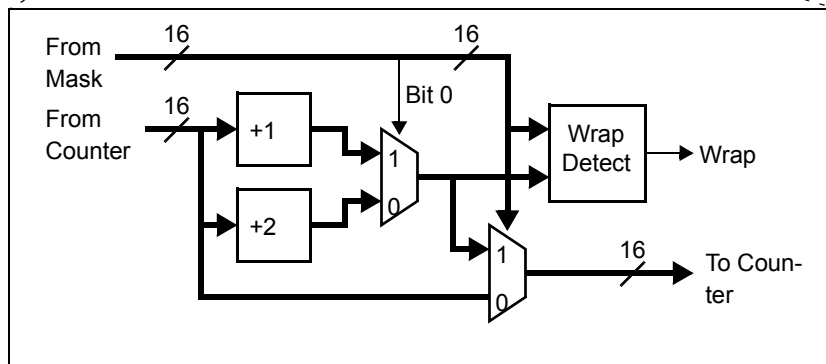 16
16
From
Mask
Bit 0
From
Counter
16
+1
1
0
+2
Wrap
Detect
Wrap
1
0
16
To Coun-
ter